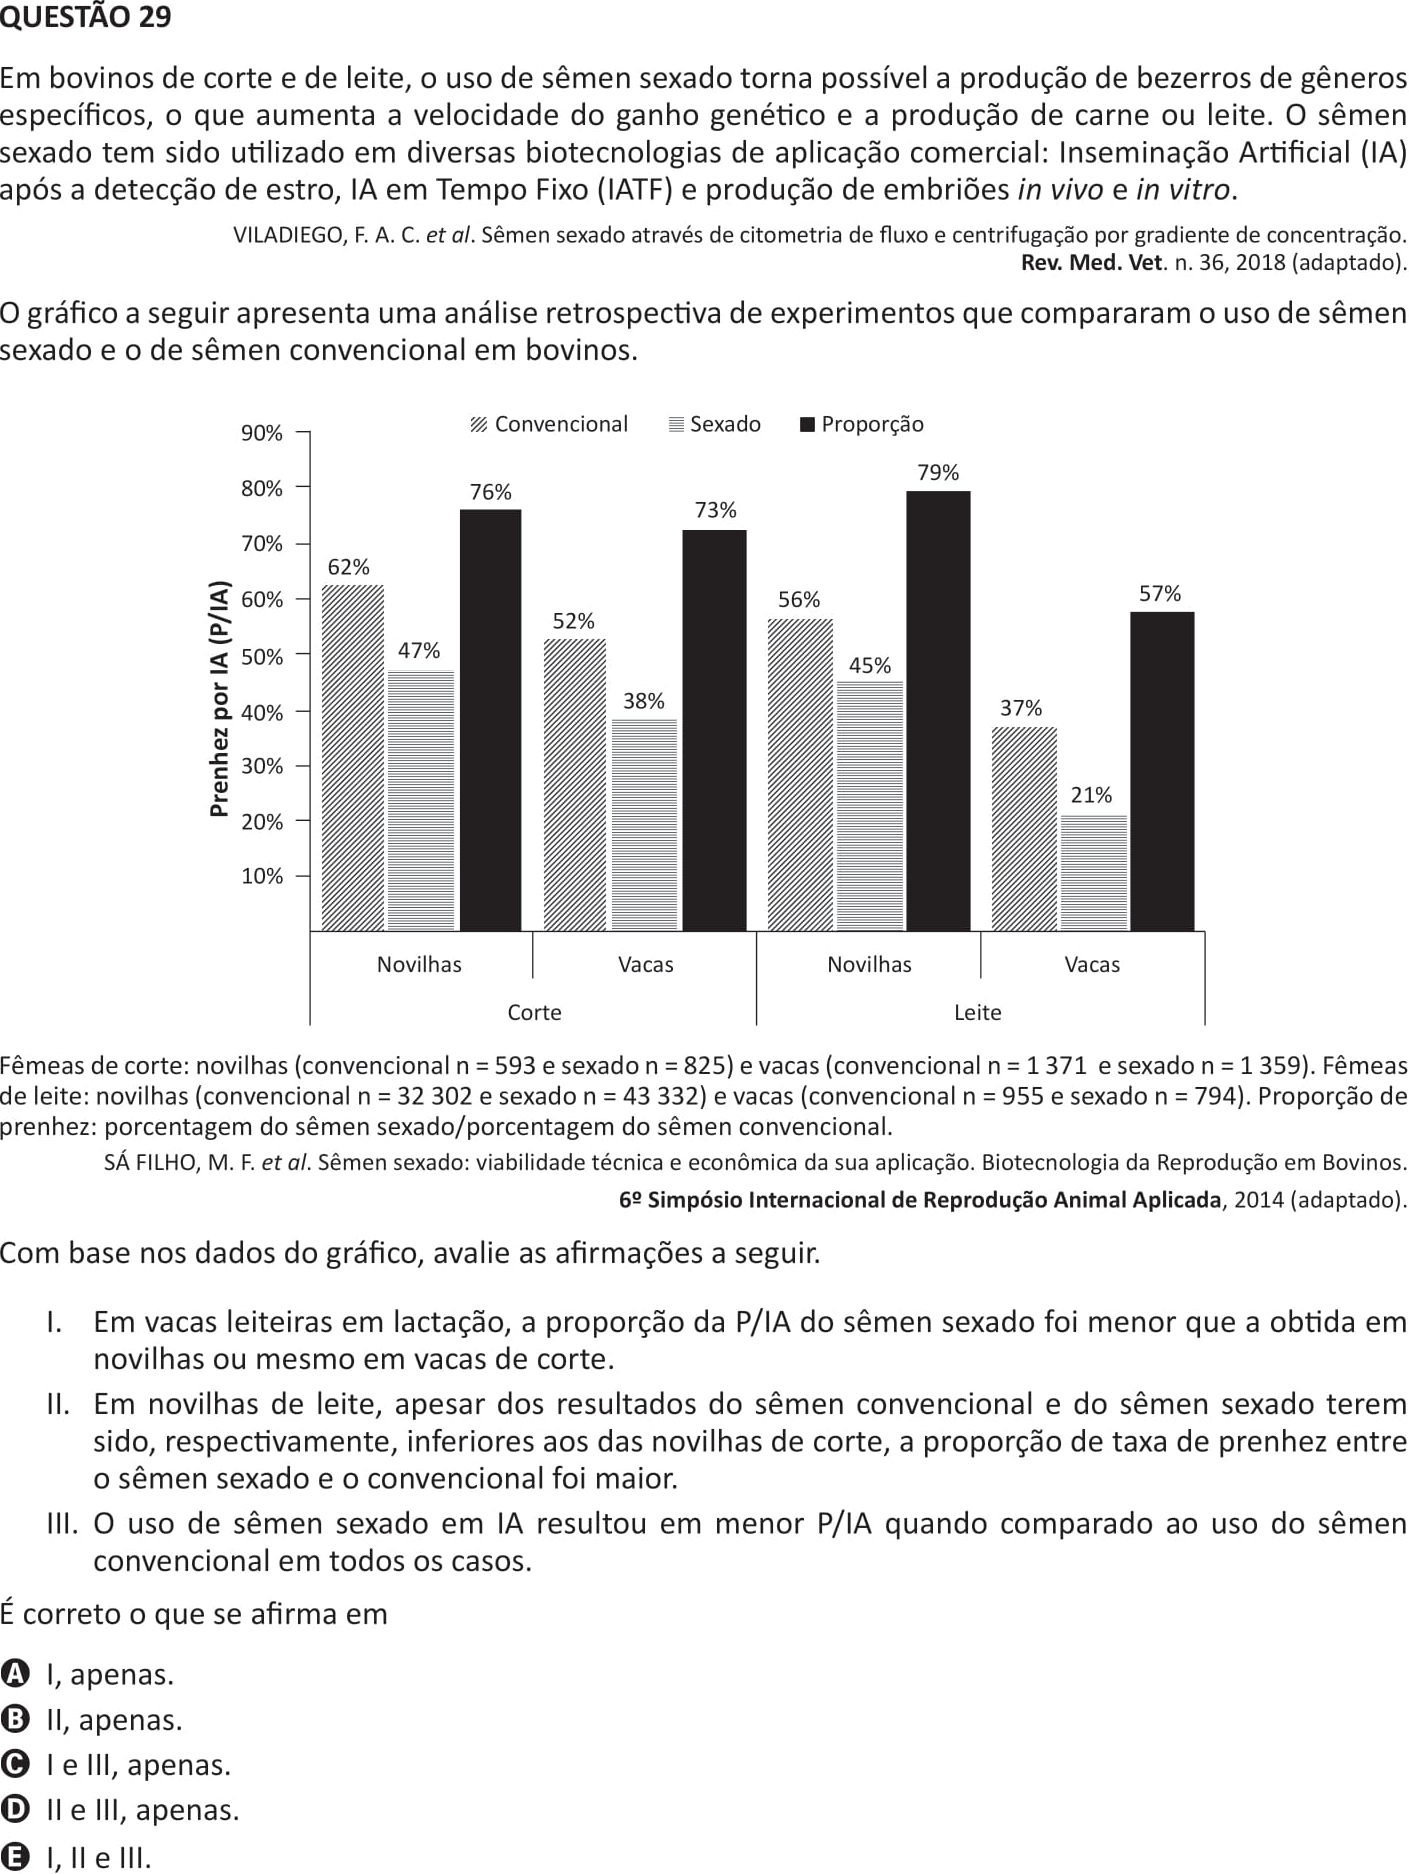 QUESTÃO 29
Em bovinos de corte e de leite, o uso de sêmen sexado torna possível a produção de bezerros de gêneros
específicos, o que aumenta a velocidade do ganho genético e a produção de carne ou leite. O sêmen
sexado tem sido utilizado em diversas biotecnologias de aplicação comercial: Inseminação Artificial (IA)
após a detecção de estro, IA em Tempo Fixo (IATF) e produção de embriões in vivo e in vitro.
VILADIEGO, F. A. C. et al. Sêmen sexado através de citometria de fluxo e centrifugação por gradiente de concentração.
Rev. Med. Vet. n. 36, 2018 (adaptado).
O gráfico a seguir apresenta uma análise retrospectiva de experimentos que compararam o uso de sêmen
sexado e o de sêmen convencional em bovinos.
Convencional Sexado Proporção
90%
80%
70%
60%
50%
40%
30%
20%
10%
Prenhez por IA (P/IA)
62%
47%
76%
52%
38%
73%
56%
45%
79%
37%
21%
57%
Novilhas Vacas Novilhas Vacas
Corte Leite
Fêmeas de corte: novilhas (convencional n = 593 e sexado n = 825) e vacas (convencional n = 1 371 e sexado n = 1 359). Fêmeas
de leite: novilhas (convencional n = 32 302 e sexado n = 43 332) e vacas (convencional n = 955 e sexado n = 794). Proporção de
prenhez: porcentagem do sêmen sexado/porcentagem do sêmen convencional.
SÁ FILHO, M. F. et al. Sêmen sexado: viabilidade técnica e econômica da sua aplicação. Biotecnologia da Reprodução em Bovinos.
6º Simpósio Internacional de Reprodução Animal Aplicada, 2014 (adaptado).
Com base nos dados do gráfico, avalie as afirmações a seguir.
I. Em vacas leiteiras em lactação, a proporção da P/IA do sêmen sexado foi menor que a obtida em
novilhas ou mesmo em vacas de corte.
II. Em novilhas de leite, apesar dos resultados do sêmen convencional e do sêmen sexado terem
sido, respectivamente, inferiores aos das novilhas de corte, a proporção de taxa de prenhez entre
o sêmen sexado e o convencional foi maior.
III. O uso de sêmen sexado em IA resultou em menor P/IA quando comparado ao uso do sêmen
convencional em todos os casos.
É correto o que se afirma em
A I, apenas.
B II, apenas.
C I e III, apenas.
D II e III, apenas.
E I, II e III.